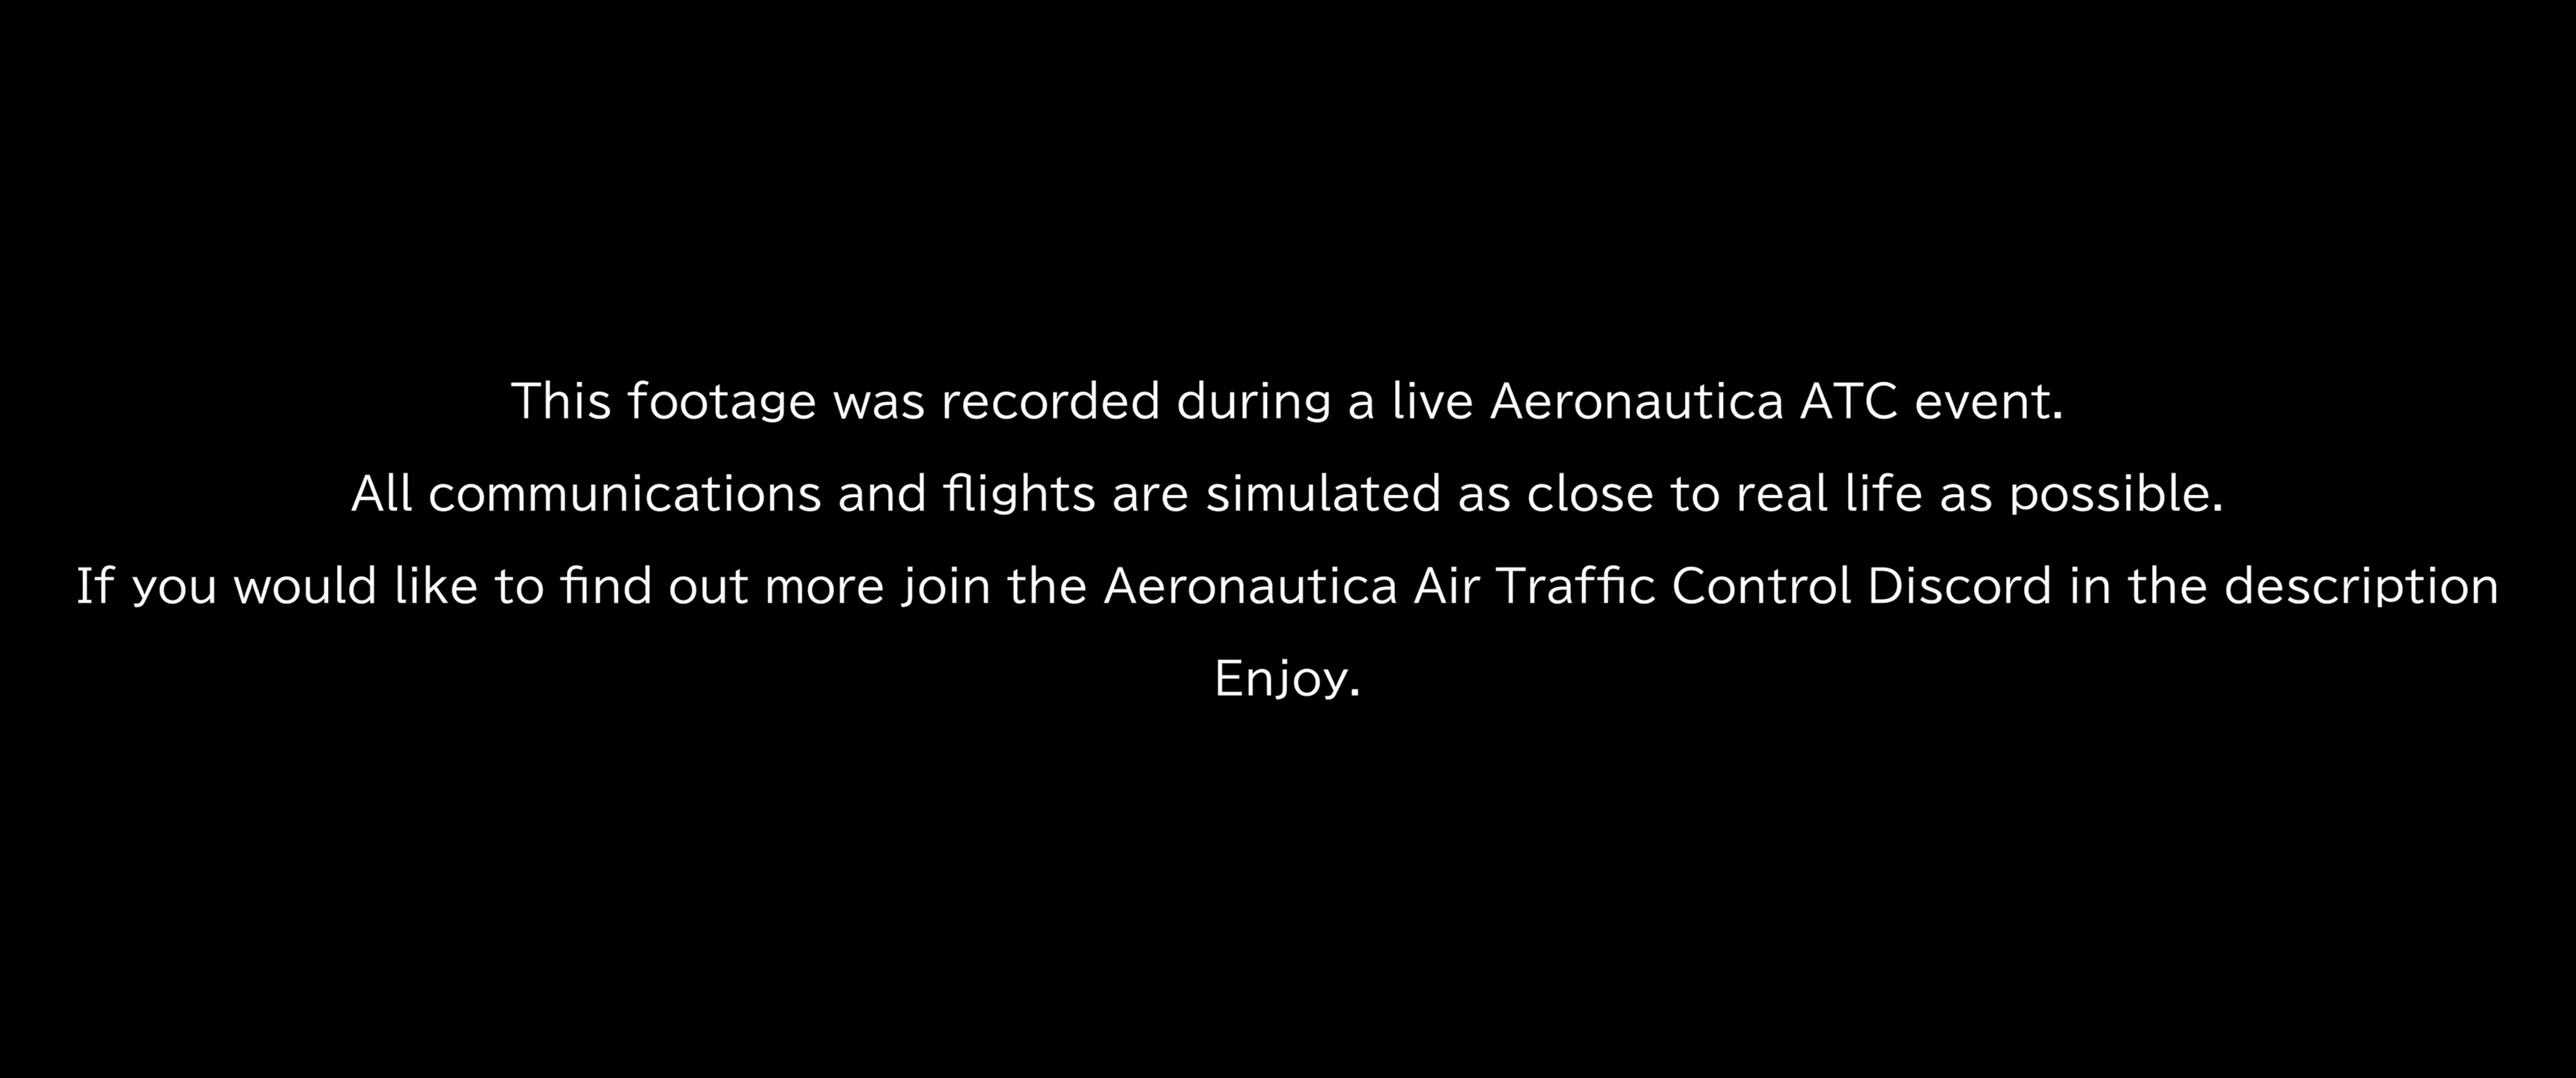 This footage was recorded during a live Aeronautica ATC event.
All communications and flights are simulated as close to real life as possible.
If you would like to find out more join the Aeronautica Air Traffic Control Discord in the description
Enjoy.